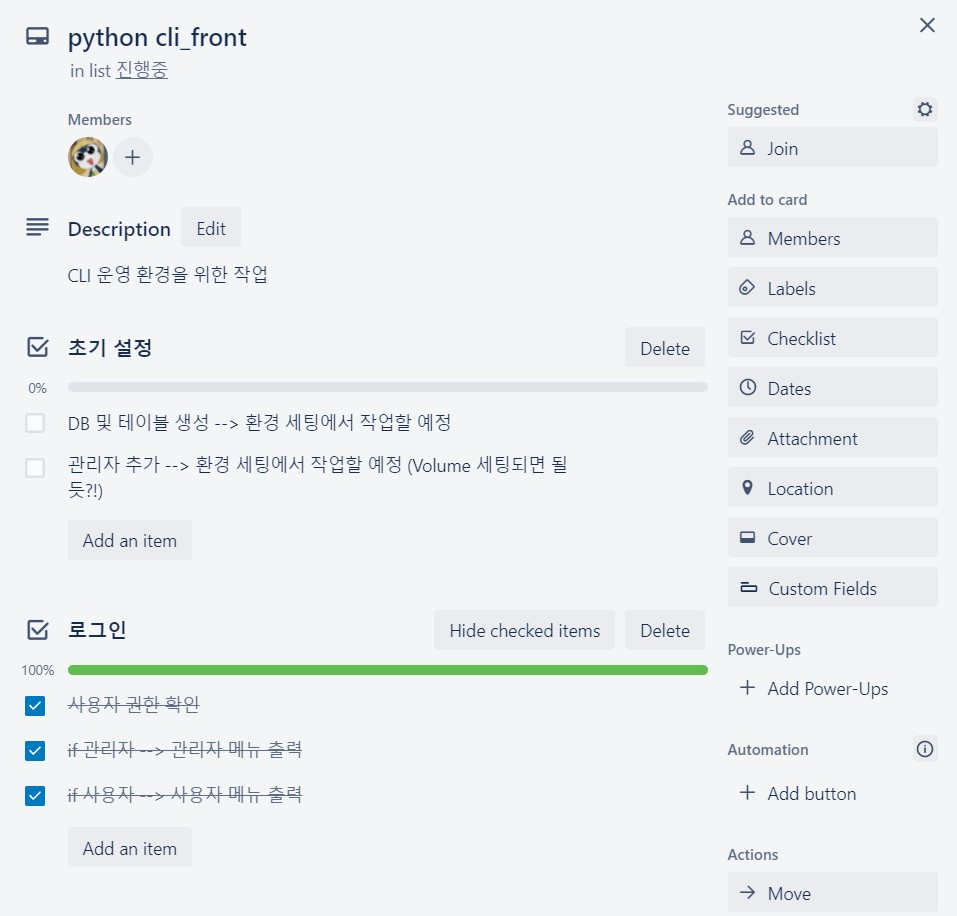 python cli_front
in list 진행중
Members
Description
Edit
CLI 운영 환경을 위한 작업
초기 설정
Delete
0%
DB 및 테이블 생성 --> 환경 세팅에서 작업할 예정
관리자 추가 --> 환경 세팅에서 작업할 예정 (Volume 세팅되면 될
듯?!)
Add an item
로그인
Hide checked items
Delete
100%
사용자 권한 확인
if 관리자 --> 관리자 메뉴 출력
if 사용자 --> 사용자 메뉴 출력
Add an item
Suggested
Join
Add to card
Members
Labels
Checklist
Dates
Attachment
Location
Cover
Custom Fields
Power-Ups
Add Power-Ups
Automation
Add button
Actions
Move